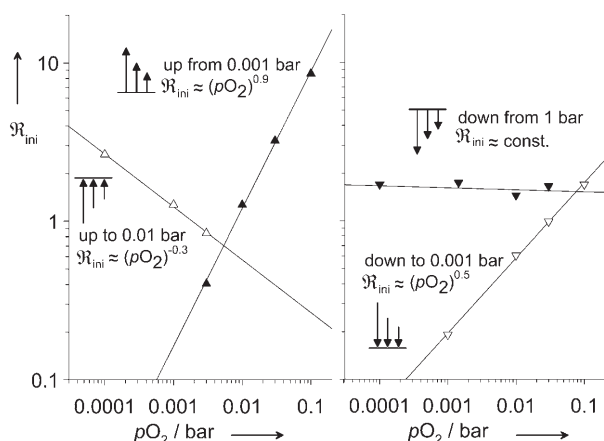 10
1
0.1
ℜini
up from 0.001 bar
ℜini ≈ (pO2)0.9
up to 0.01 bar
ℜini ≈ (pO2)-0.3
0.0001 0.001 0.01 0.1
pO2 / bar
down from 1 bar
ℜini ≈ const.
down to 0.001 bar
ℜini ≈ (pO2)0.5
0.0001 0.001 0.01 0.1
pO2 / bar